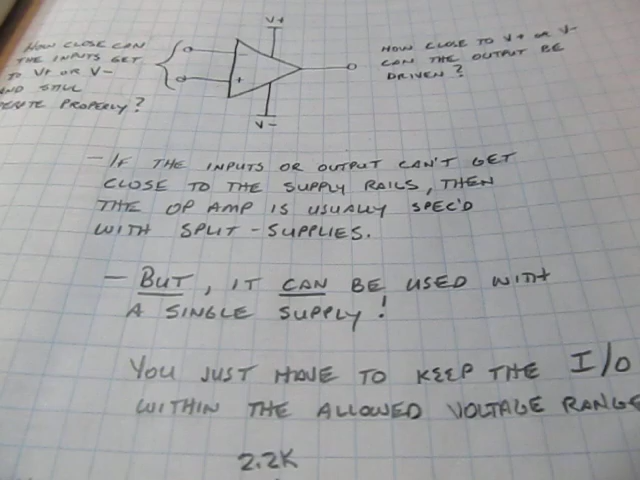 HOW CLOSE CAN
THE INPUTS GET
TO V+ OR V-
AND STILL
OPERATE PROPERLY?
V+
-
+
V-
HOW CLOSE TO V+ OR V-
CAN THE OUTPUT BE
DRIVEN?
- IF THE INPUTS OR OUTPUT CAN'T GET
CLOSE TO THE SUPPLY RAILS, THEN
THE OP AMP IS USUALLY SPEC'D
WITH SPLIT-SUPPLIES.
- BUT, IT CAN BE USED WITH
A SINGLE SUPPLY!
YOU JUST HAVE TO KEEP THE I/O
WITHIN THE ALLOWED VOLTAGE RANGE
2.2K